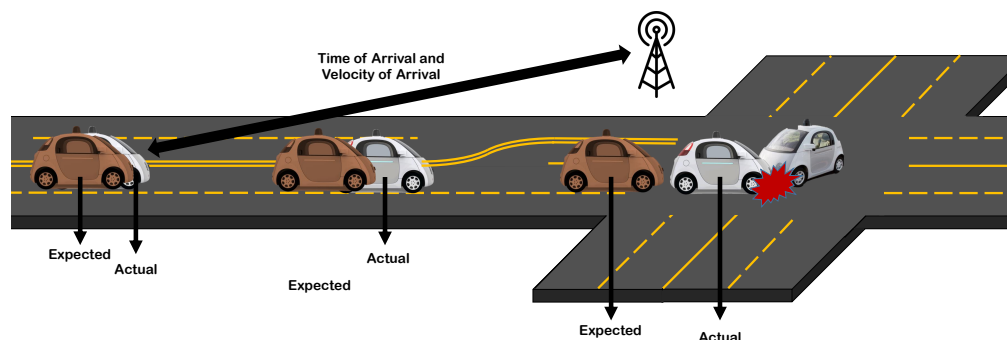 Time of Arrival and
Velocity of Arrival
Expected
Actual
Expected
Actual
Expected
Actual